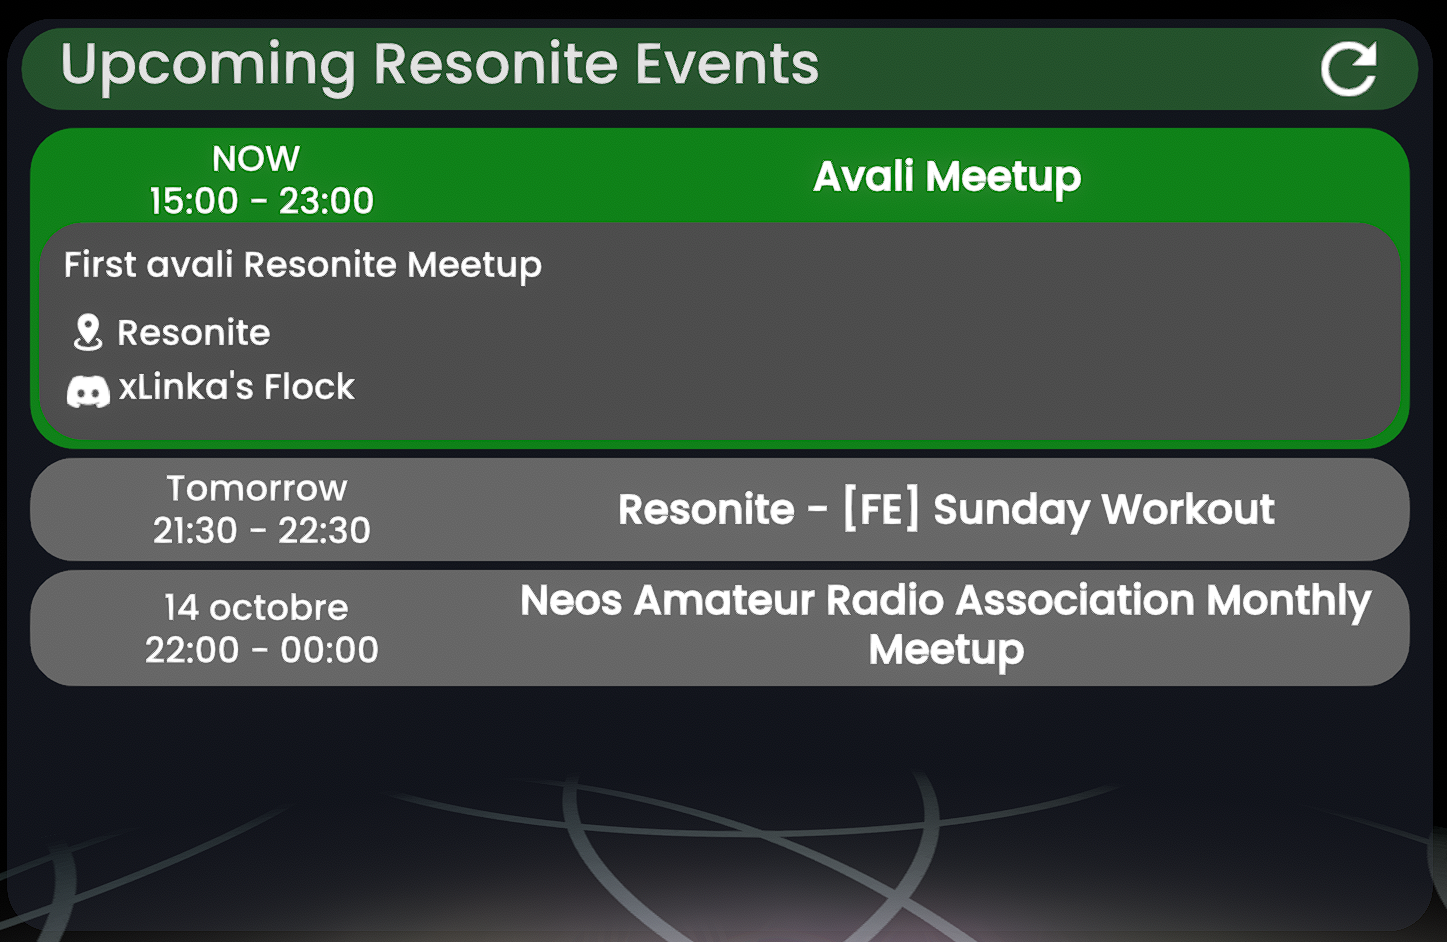 Upcoming Resonite Events
NOW
15:00 - 23:00
Avali Meetup
First avali Resonite Meetup
Resonite
xLinka's Flock
Tomorrow
21:30 - 22:30
Resonite - [FE] Sunday Workout
14 octobre
22:00 - 00:00
Neos Amateur Radio Association Monthly
Meetup